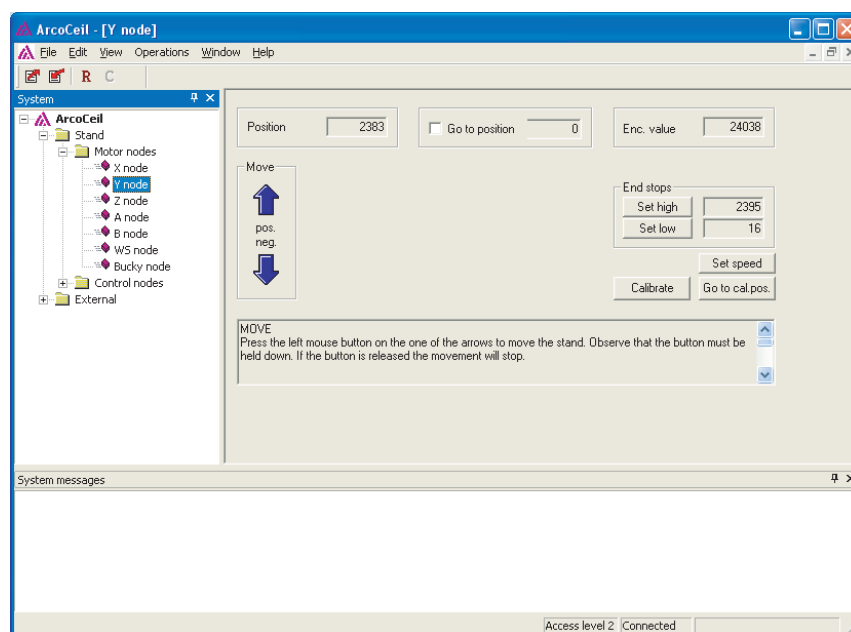 ArcoCeil - [Y node]
File Edit View Operations Window Help
R C
System
ArcoCeil
Stand
Motor nodes
X node
Y node
Z node
A node
B node
WS node
Bucky node
Control nodes
External
Position 2383
Go to position 0
Enc. value 24038
Move
pos.
neg.
End stops
Set high 2395
Set low 16
Set speed
Calibrate Go to cal.pos.
MOVE
Press the left mouse button on the one of the arrows to move the stand. Observe that the button must be
held down. If the button is released the movement will stop.
System messages
Access level 2 Connected